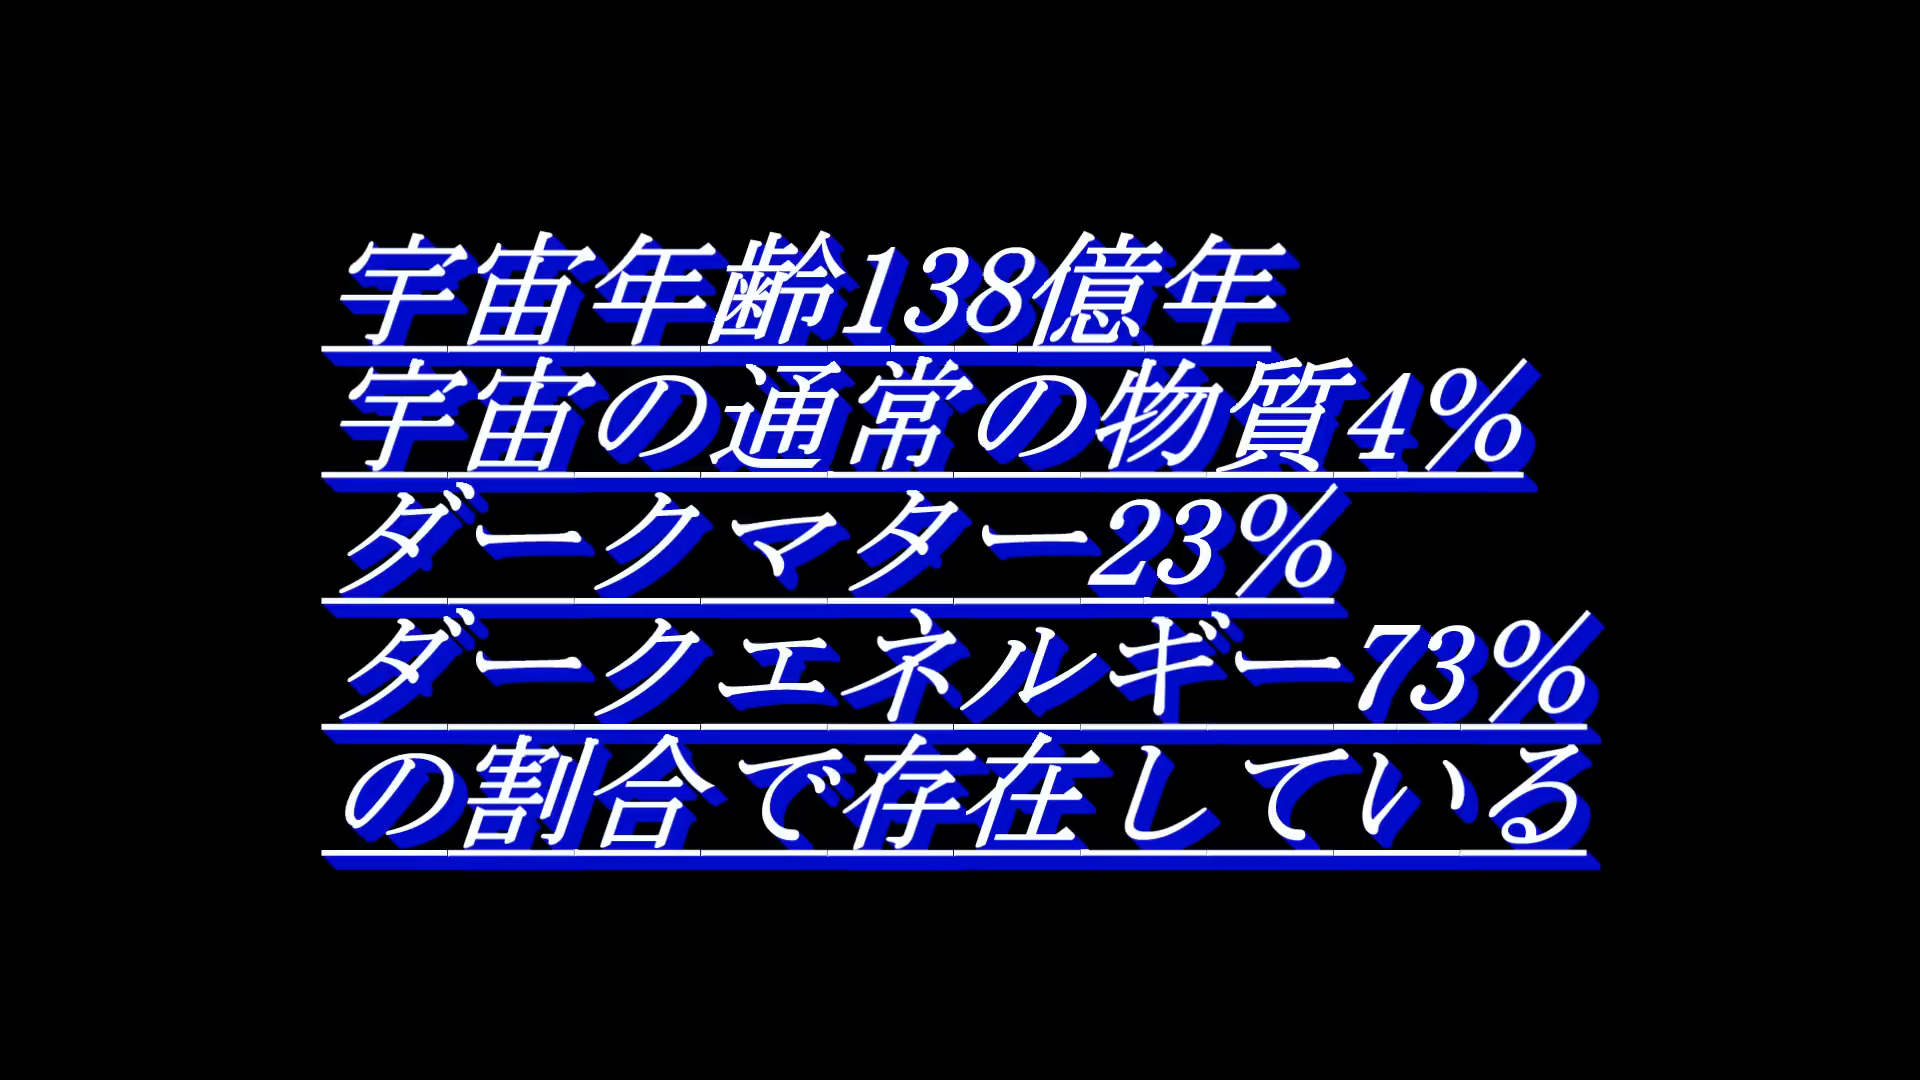 宇宙年齢138億年
宇宙の通常の物質4%
ダークマター23%
ダークエネルギー73%
の割合で存在している